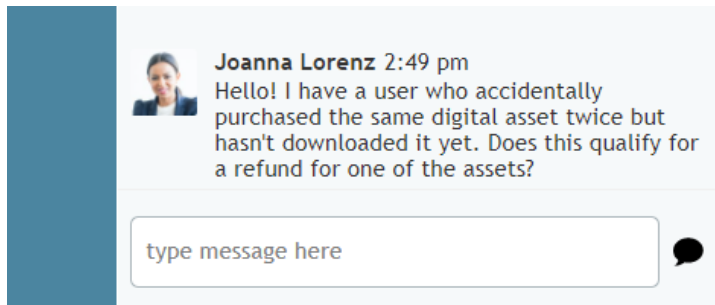 Joanna Lorenz 2:49 pm
Hello! I have a user who accidentally
purchased the same digital asset twice but
hasn't downloaded it yet. Does this qualify for
a refund for one of the assets?
type message here